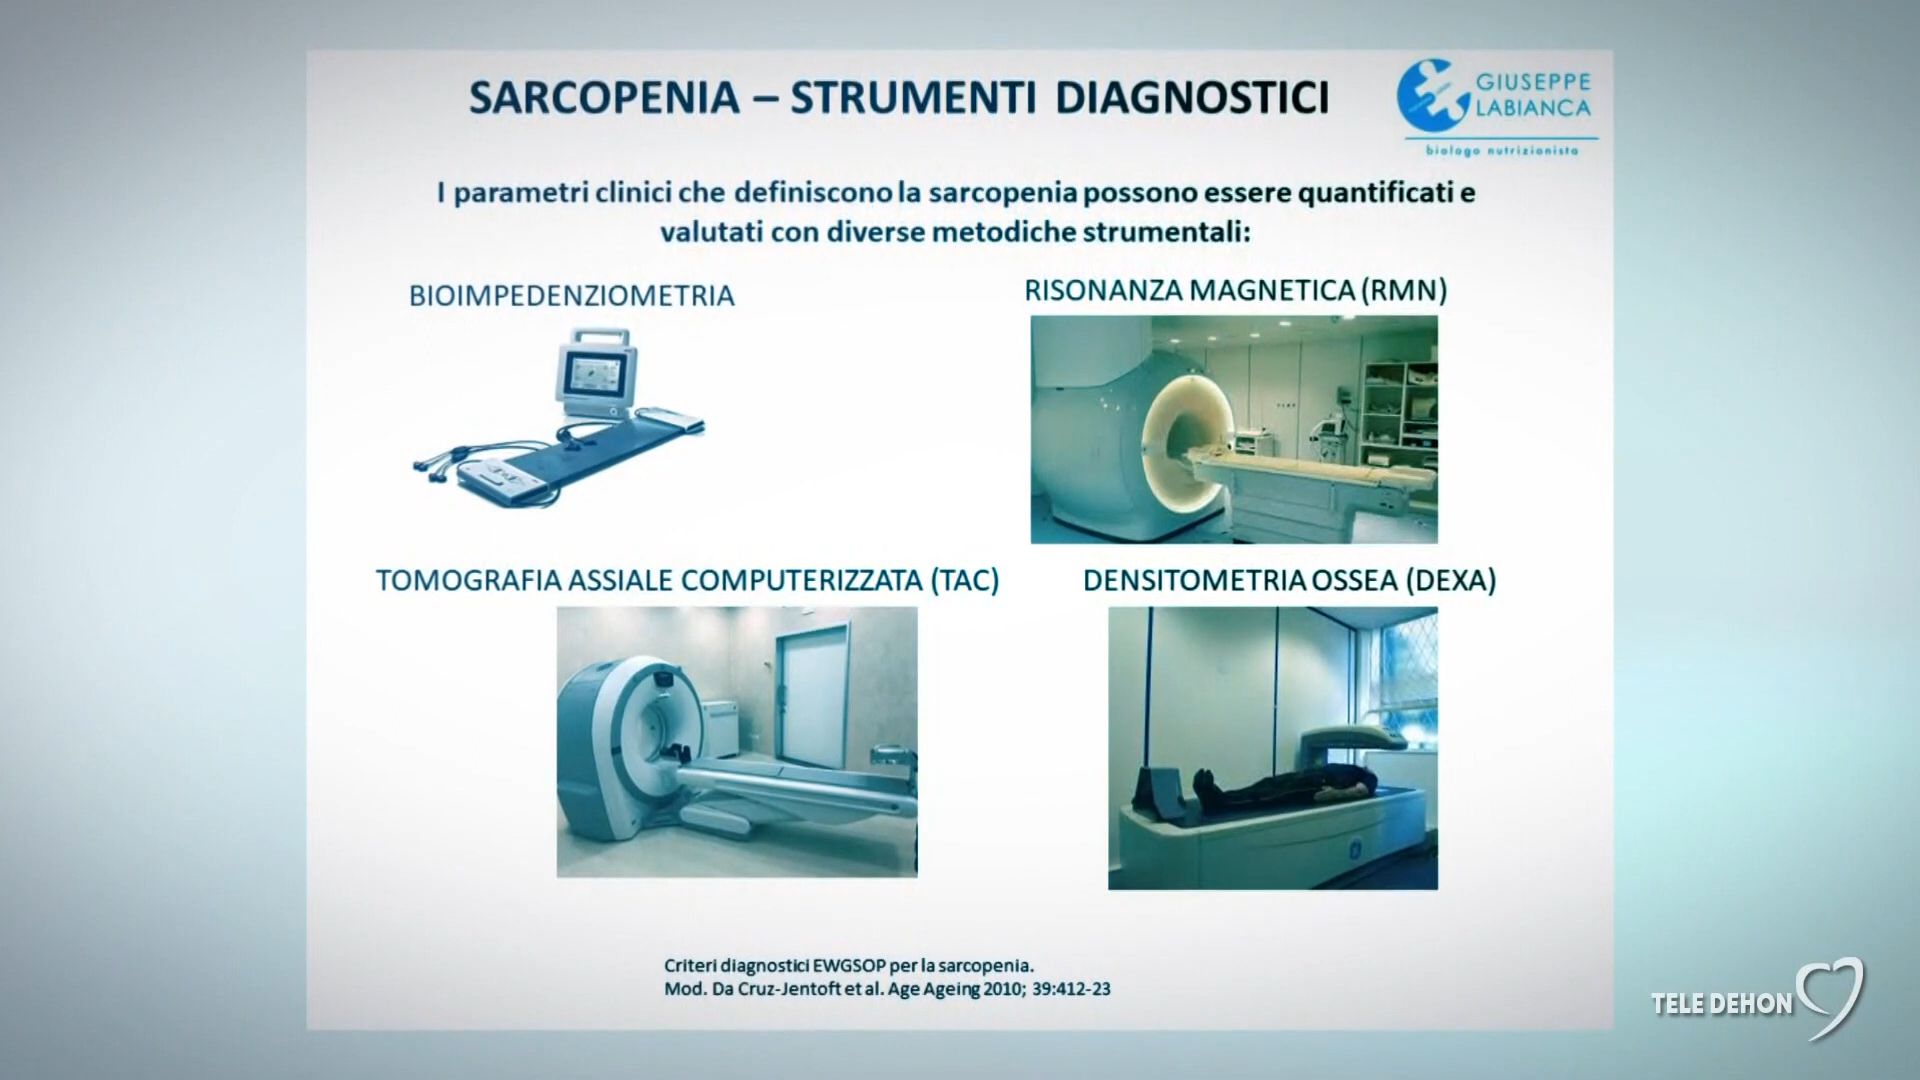 SARCOPENIA – STRUMENTI DIAGNOSTICI
GIUSEPPE
LABIANCA
biologo nutrizionista
I parametri clinici che definiscono la sarcopenia possono essere quantificati e
valutati con diverse metodiche strumentali:
BIOIMPEDENZIOMETRIA
RISONANZA MAGNETICA (RMN)
TOMOGRAFIA ASSIALE COMPUTERIZZATA (TAC)
DENSITOMETRIA OSSEA (DEXA)
Criteri diagnostici EWGSOP per la sarcopenia.
Mod. Da Cruz-Jentoft et al. Age Ageing 2010; 39:412-23
TELE DEHON